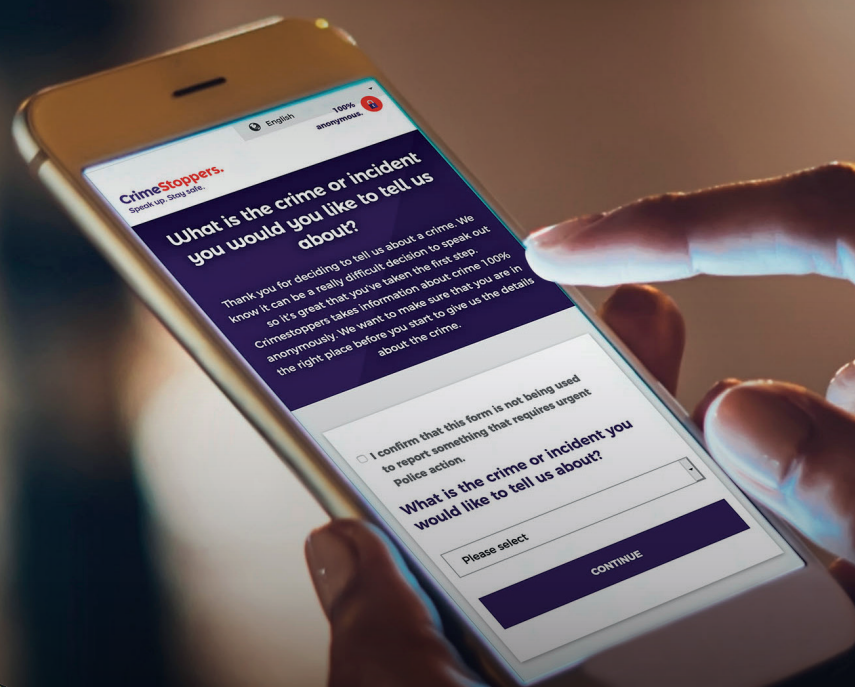 English
100%
anonymous.
CrimeStoppers.
Speak up. Stay safe.
What is the crime or incident
you would you like to tell us
about?
Thank you for deciding to tell us about a crime. We
know it can be a really difficult decision to speak out
so it's great that you've taken the first step.
Crimestoppers takes information about crime 100%
anonymously. We want to make sure that you are in
the right place before you start to give us the details
about the crime.
I confirm that this form is not being used
to report something that requires urgent
Police action.
What is the crime or incident you
would like to tell us about?
Please select
CONTINUE